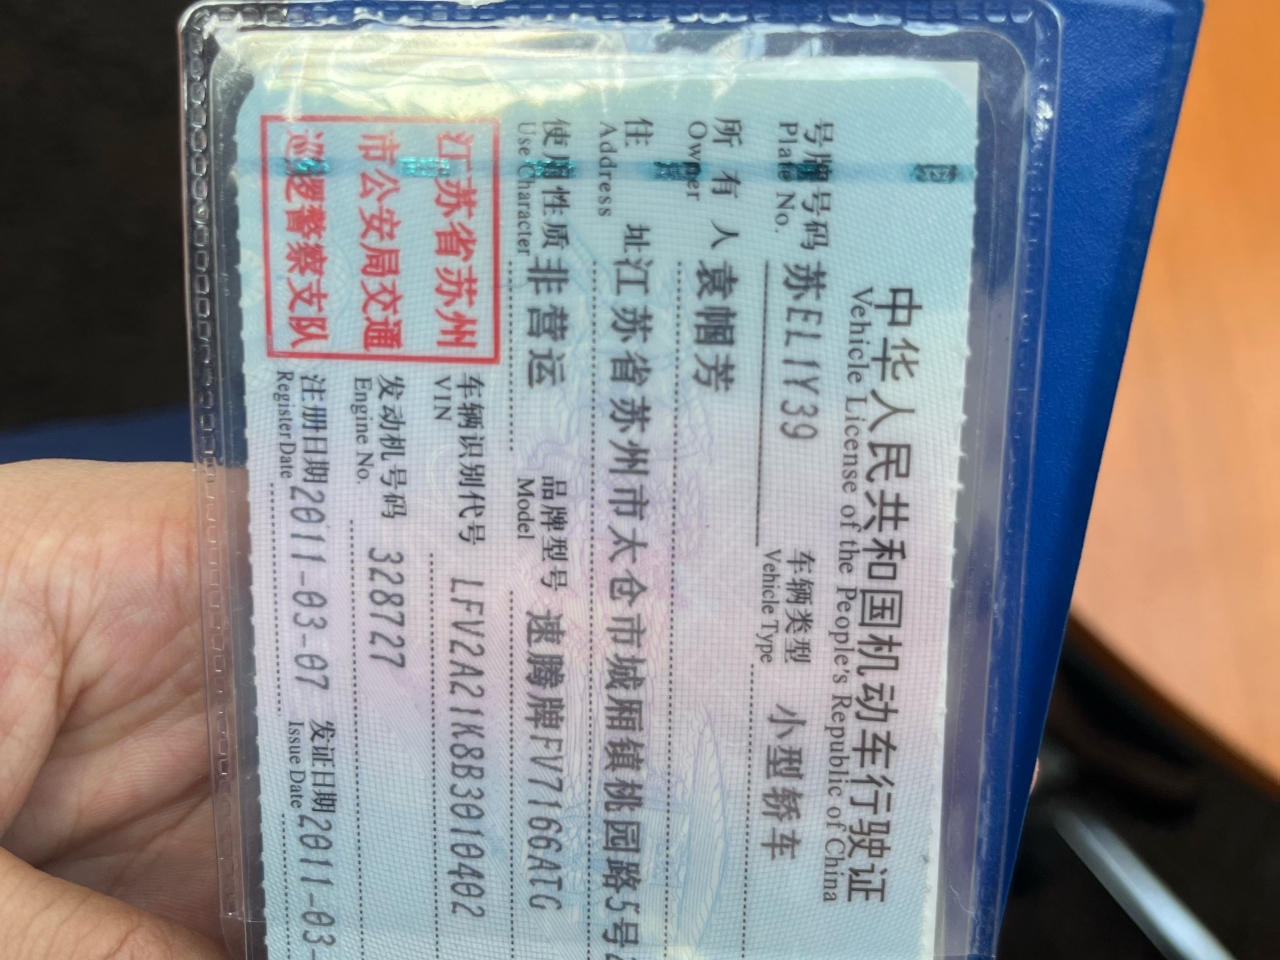 中华人民共和国机动车行驶证
Vehicle License of the People's Republic of China
号牌号码 苏EL1Y39 车辆类型 小型轿车
Plate No. Vehicle Type
所有人 袁帼芳
Owner
住址 江苏省苏州市太仓市城厢镇桃园路5号
Address
使用性质 非营运 品牌型号 速腾牌FV7166ATG
Use Character Model
江苏省苏州
市公安局交通
巡逻警察支队
车辆识别代号 LFV2A21K8B3010402
VIN
发动机号码 328727
Engine No.
注册日期 2011-03-07 发证日期 2011-03-
Register Date Issue Date